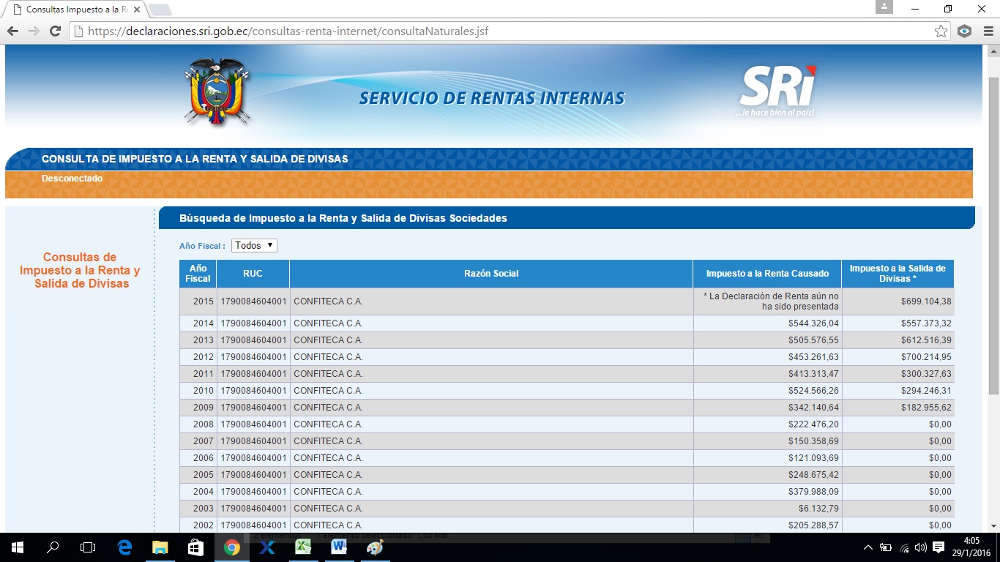 Consultas Impuesto a la R
https://declaraciones.sri.gob.ec/consultas-renta-internet/consultaNaturales.jsf
SERVICIO DE RENTAS INTERNAS
SRi
...le hace bien al país!
CONSULTA DE IMPUESTO A LA RENTA Y SALIDA DE DIVISAS
Desconectado
Consultas de
Impuesto a la Renta y
Salida de Divisas
Búsqueda de Impuesto a la Renta y Salida de Divisas Sociedades
Año Fiscal : Todos
Año Fiscal RUC Razón Social Impuesto a la Renta Causado Impuesto a la Salida de Divisas *
2015 1790084604001 CONFITECA C.A. * La Declaración de Renta aún no ha sido presentada $699.104,38
2014 1790084604001 CONFITECA C.A. $544.326,04 $557.373,32
2013 1790084604001 CONFITECA C.A. $505.576,55 $612.516,39
2012 1790084604001 CONFITECA C.A. $453.261,63 $700.214,95
2011 1790084604001 CONFITECA C.A. $413.313,47 $300.327,63
2010 1790084604001 CONFITECA C.A. $524.566,26 $294.246,31
2009 1790084604001 CONFITECA C.A. $342.140,64 $182.955,62
2008 1790084604001 CONFITECA C.A. $222.476,20 $0,00
2007 1790084604001 CONFITECA C.A. $150.358,69 $0,00
2006 1790084604001 CONFITECA C.A. $121.093,69 $0,00
2005 1790084604001 CONFITECA C.A. $248.675,42 $0,00
2004 1790084604001 CONFITECA C.A. $379.988,09 $0,00
2003 1790084604001 CONFITECA C.A. $6.132,79 $0,00
2002 1790084604001 CONFITECA C.A. $205.288,57 $0,00
2 elementos 1 elemento seleccionado 1,63 MB
4:05
29/1/2016